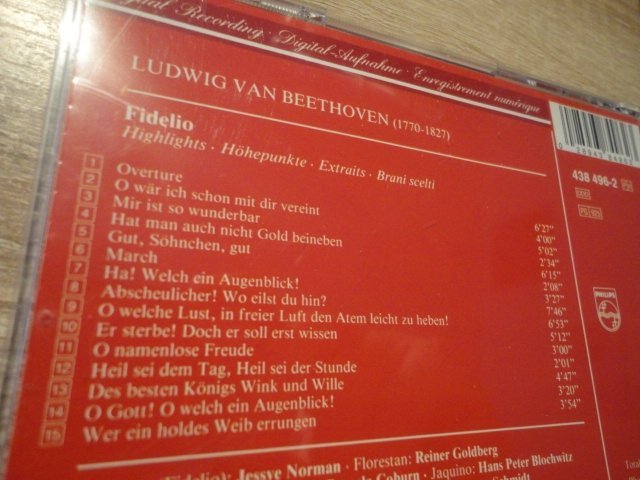 Digital Recording · Digital-Aufnahme · Enregistrement numérique
LUDWIG VAN BEETHOVEN (1770-1827)
Fidelio
Highlights · Höhepunkte · Extraits · Brani scelti
438 496-2
DDD
1 Overture 6'27"
2 O wär ich schon mit dir vereint 4'00"
3 Mir ist so wunderbar 5'02"
4 Hat man auch nicht Gold beineben 2'34"
5 Gut, Söhnchen, gut 6'15"
6 March 2'08"
7 Ha! Welch ein Augenblick! 3'27"
8 Abscheulicher! Wo eilst du hin? 7'46"
9 O welche Lust, in freier Luft den Atem leicht zu heben! 6'53"
10 Er sterbe! Doch er soll erst wissen 5'12"
11 O namenlose Freude 3'00"
12 Heil sei dem Tag, Heil sei der Stunde 2'01"
13 Des besten Königs Wink und Wille 4'47"
14 O Gott! O welch ein Augenblick! 3'20"
15 Wer ein holdes Weib errungen 3'54"
PHILIPS
(Fidelio): Jessye Norman · Florestan: Reiner Goldberg
Coburn · Jaquino: Hans Peter Blochwitz
Schmidt